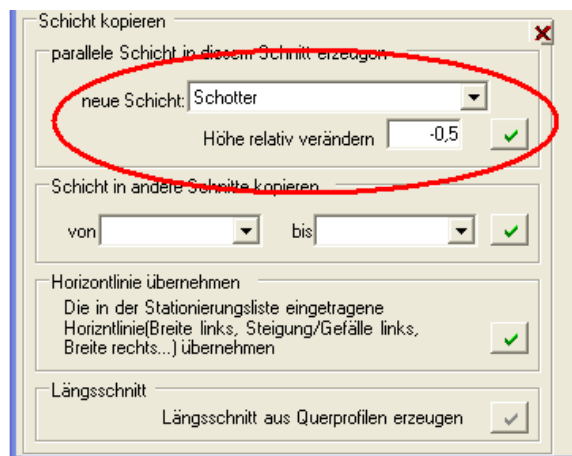 Schicht kopieren
parallele Schicht in diesem Schnitt erzeugen
neue Schicht: Schotter
Höhe relativ verändern -0,5
Schicht in andere Schnitte kopieren
von bis
Horizontlinie übernehmen
Die in der Stationierungsliste eingetragene
Horizntlinie(Breite links, Steigung/Gefälle links,
Breite rechts...) übernehmen
Längsschnitt
Längsschnitt aus Querprofilen erzeugen